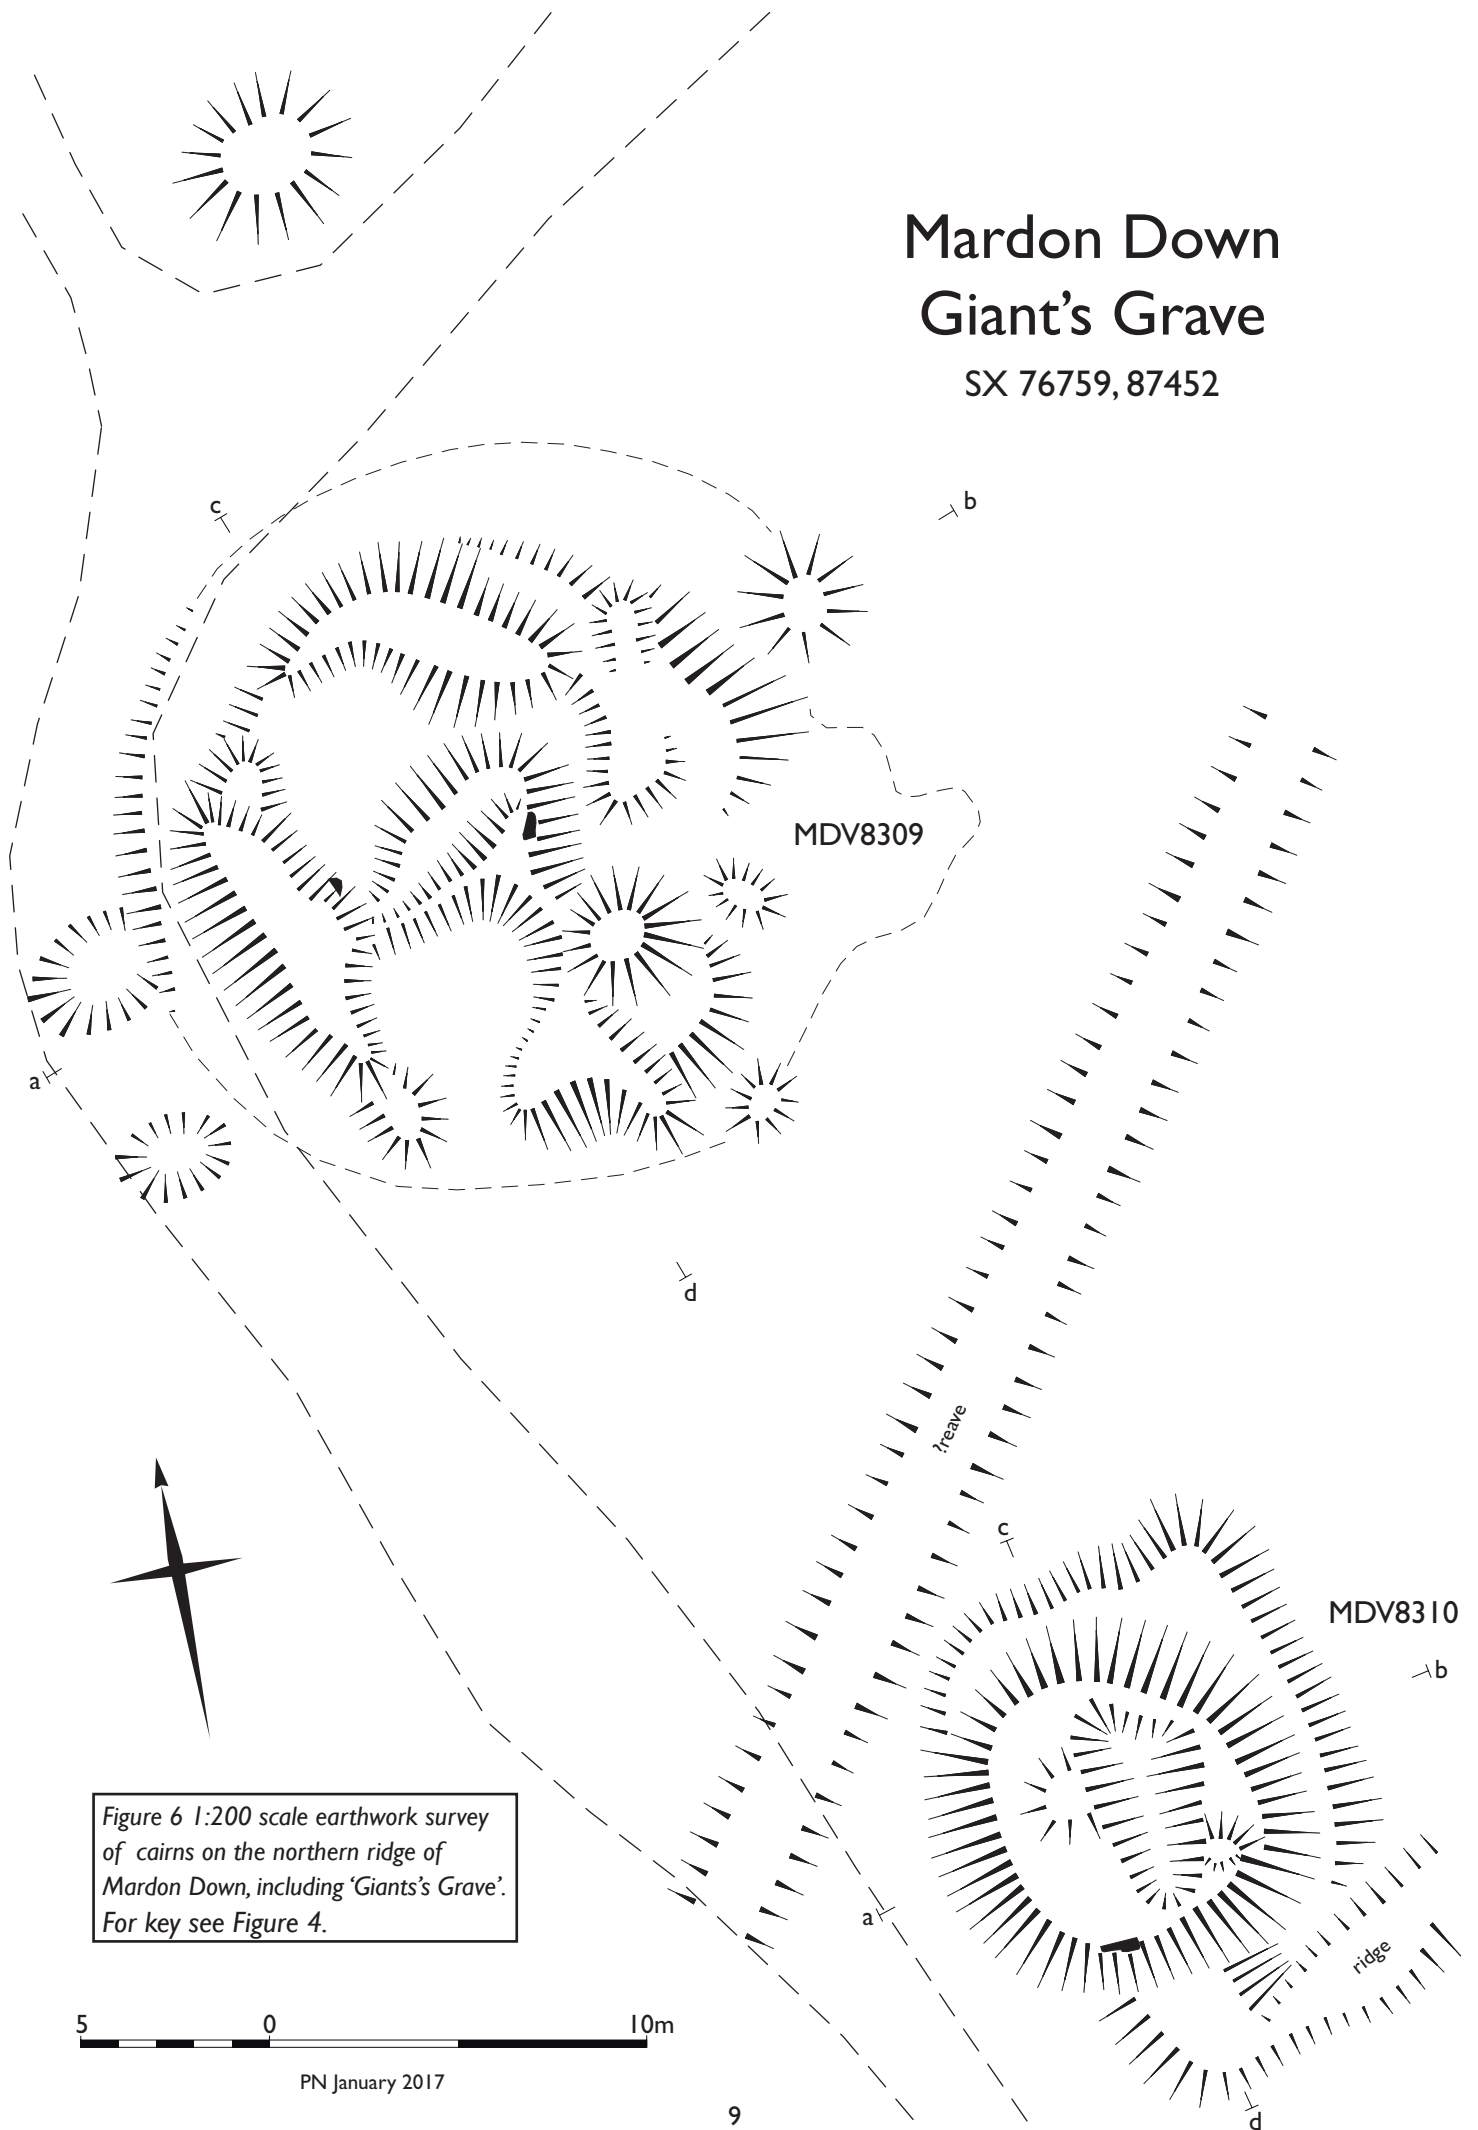 Mardon Down
Giant's Grave
SX 76759, 87452
c
b
MDV8309
a
d
?reave
c
MDV8310
b
a
ridge
d
Figure 6 1:200 scale earthwork survey
of cairns on the northern ridge of
Mardon Down, including ‘Giants’s Grave’.
For key see Figure 4.
5 0 10m
PN January 2017
9